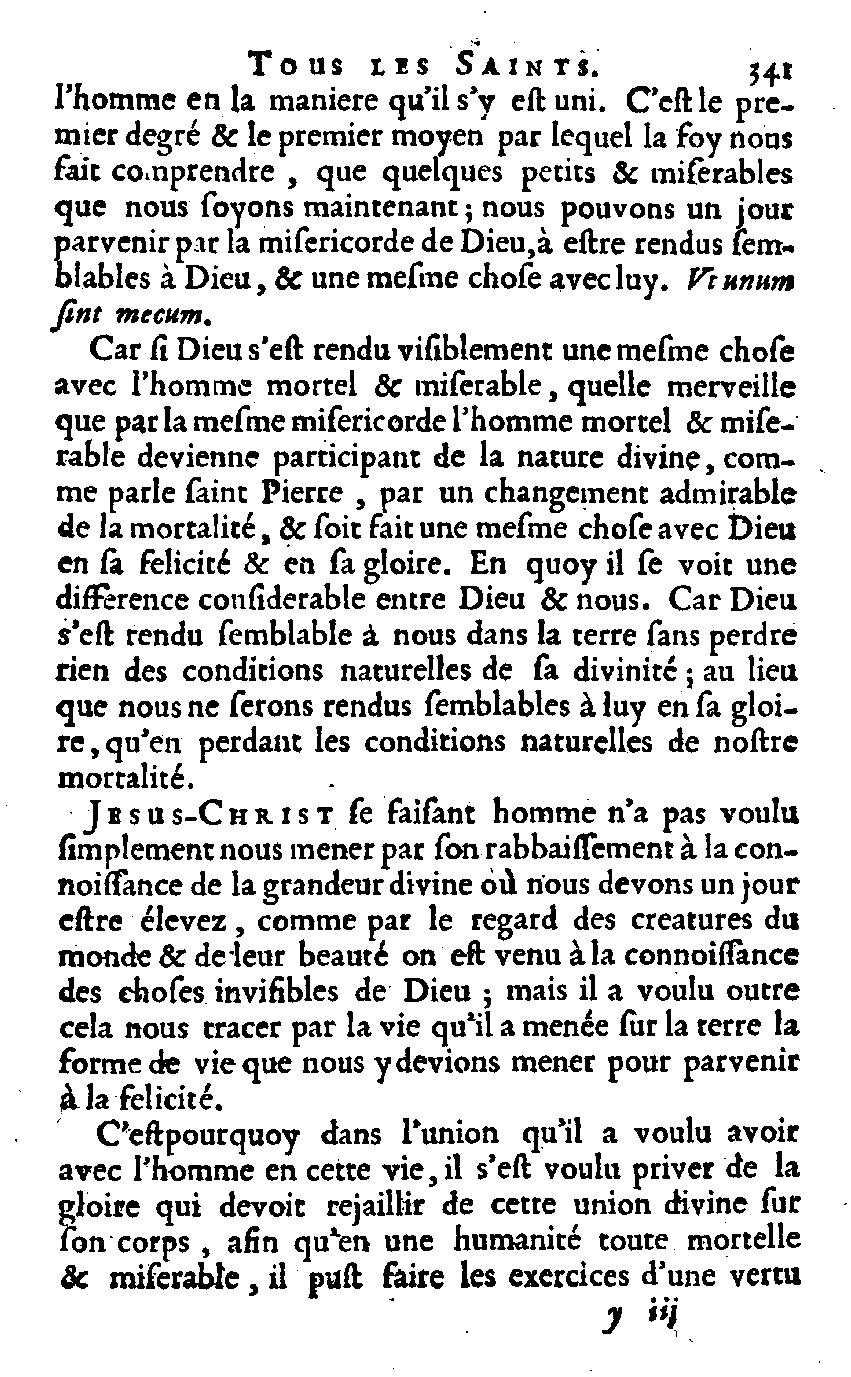 TOUS LES SAINTS. 341
l'homme en la maniere qu'il s'y eſt uni. C'eſt le pre-
mier degré & le premier moyen par lequel la foy nous
fait comprendre, que quelques petits & miſerables
que nous ſoyons maintenant; nous pouvons un jour
parvenir par la miſericorde de Dieu, à eſtre rendus ſem-
blables à Dieu, & une meſme choſe avec luy. Vt unum
ſint mecum.
Car ſi Dieu s'eſt rendu viſiblement une meſme choſe
avec l'homme mortel & miſerable, quelle merveille
que par la meſme miſericorde l'homme mortel & miſe-
rable devienne participant de la nature divine, com-
me parle ſaint Pierre, par un changement admirable
de la mortalité, & ſoit fait une meſme choſe avec Dieu
en ſa felicité & en ſa gloire. En quoy il ſe voit une
difference conſiderable entre Dieu & nous. Car Dieu
s'eſt rendu ſemblable à nous dans la terre ſans perdre
rien des conditions naturelles de ſa divinité; au lieu
que nous ne ſerons rendus ſemblables à luy en ſa gloi-
re, qu'en perdant les conditions naturelles de noſtre
mortalité.
JESUS-CHRIST ſe faiſant homme n'a pas voulu
ſimplement nous mener par ſon rabbaiſſement à la con-
noiſſance de la grandeur divine où nous devons un jour
eſtre élevez, comme par le regard des creatures du
monde & de leur beauté on eſt venu à la connoiſſance
des choſes inviſibles de Dieu; mais il a voulu outre
cela nous tracer par la vie qu'il a menée ſur la terre la
forme de vie que nous y devions mener pour parvenir
à la felicité.
C'eſtpourquoy dans l'union qu'il a voulu avoir
avec l'homme en cette vie, il s'eſt voulu priver de la
gloire qui devoit rejaillir de cette union divine ſur
ſon corps, afin qu'en une humanité toute mortelle
& miſerable, il puſt faire les exercices d'une vertu
y iij